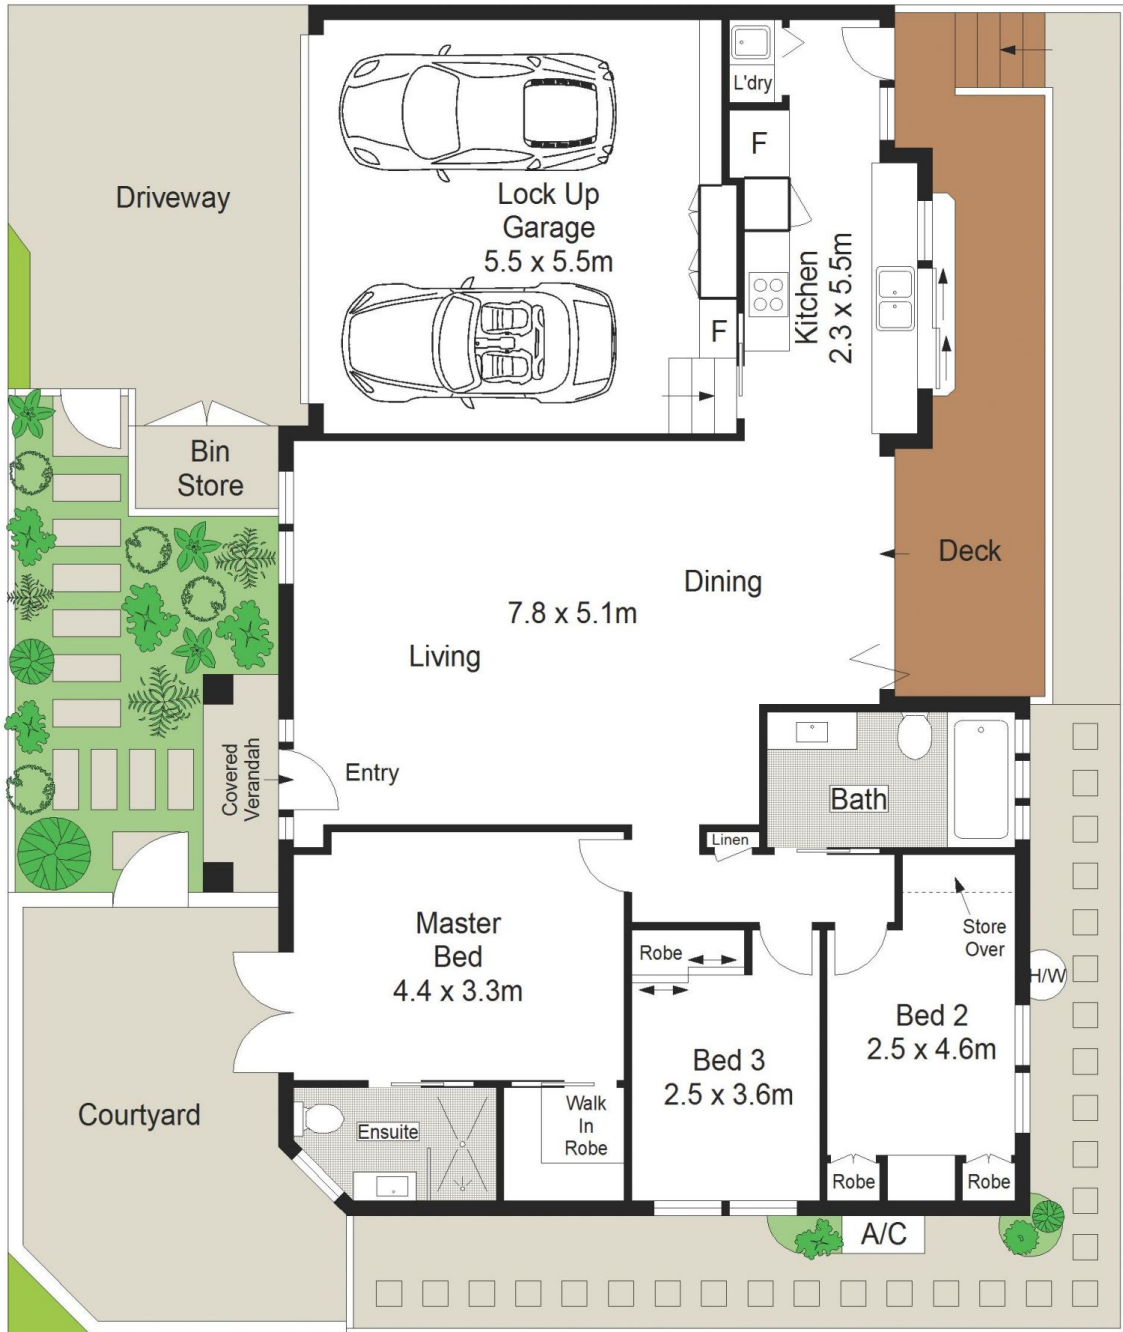 L'dry
F
Driveway
Lock Up
Garage
5.5 x 5.5m
Kitchen
2.3 x 5.5m
F
Bin
Store
Deck
Dining
7.8 x 5.1m
Living
Covered
Verandah
Entry
Bath
Linen
Master
Bed
4.4 x 3.3m
Robe
Store
Over
H/W
Bed 2
2.5 x 4.6m
Bed 3
2.5 x 3.6m
Courtyard
Ensuite
Walk
In
Robe
Robe
Robe
A/C